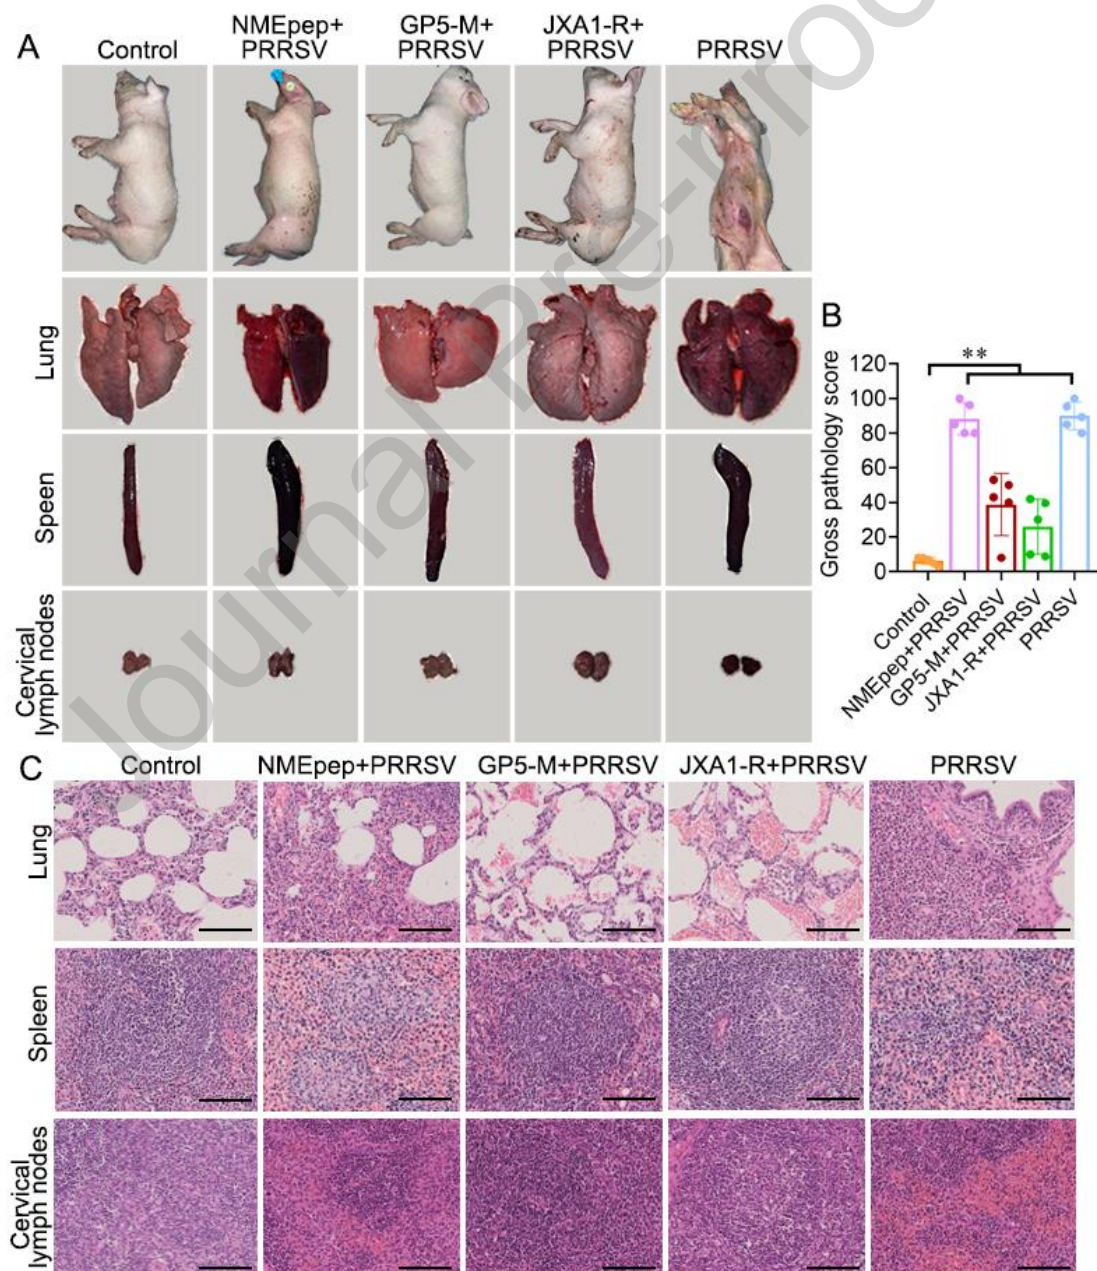 A
Control
NMEpep+
PRRSV
GP5-M+
PRRSV
JXA1-R+
PRRSV
PRRSV
Lung
Speen
Cervical
lymph nodes
B
Gross pathology score
120
100
80
60
40
20
0
**
Control
NMEpep+PRRSV
GP5-M+PRRSV
JXA1-R+PRRSV
PRRSV
C
Control
NMEpep+PRRSV
GP5-M+PRRSV
JXA1-R+PRRSV
PRRSV
Lung
Spleen
Cervical
lymph nodes
Journal Pre-proo